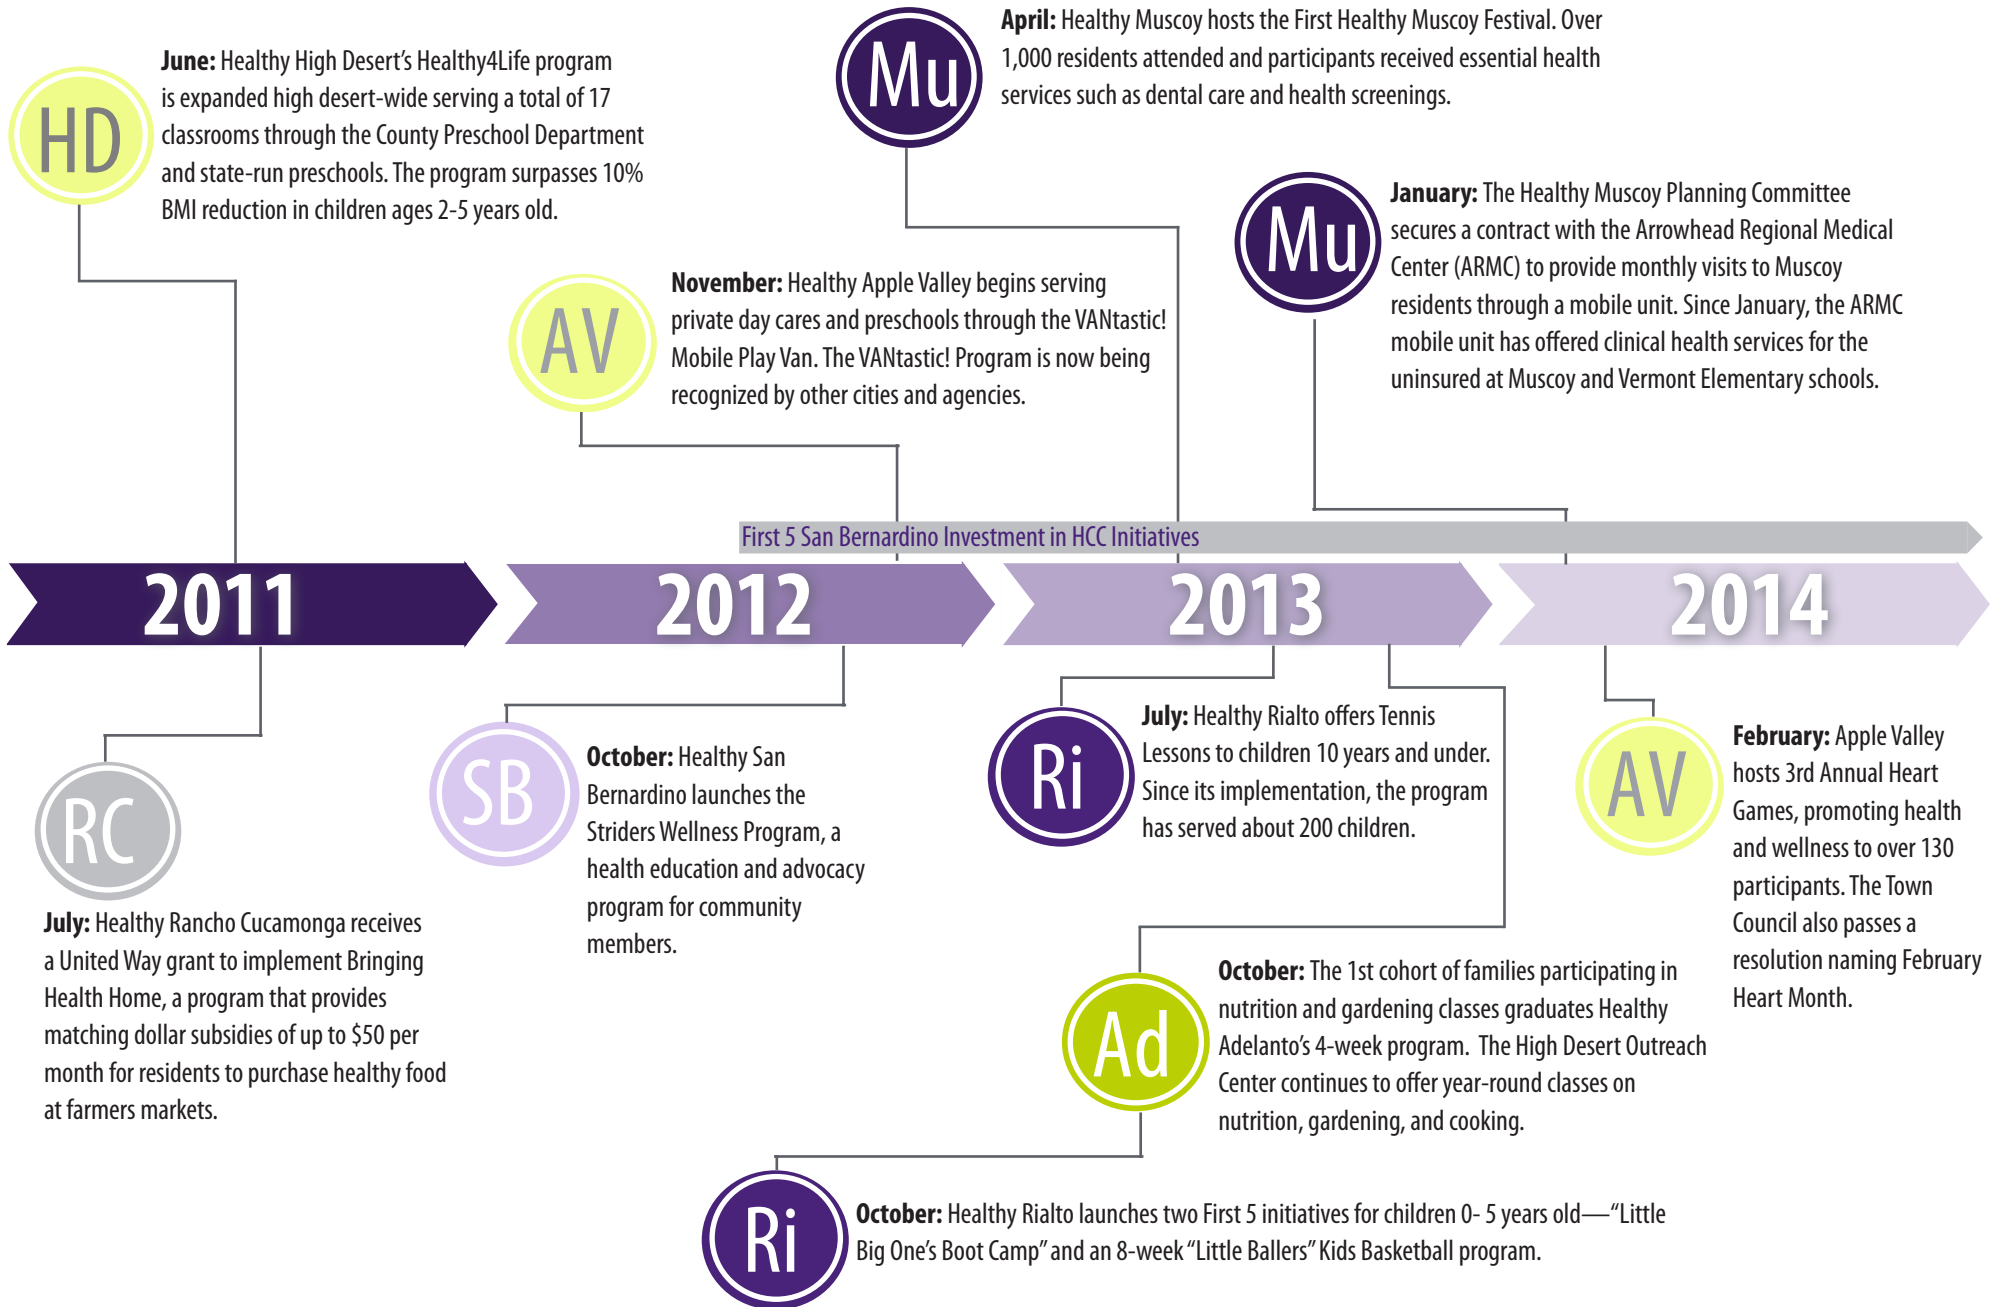 HD
June: Healthy High Desert's Healthy4Life program
is expanded high desert-wide serving a total of 17
classrooms through the County Preschool Department
and state-run preschools. The program surpasses 10%
BMI reduction in children ages 2-5 years old.
Mu
April: Healthy Muscoy hosts the First Healthy Muscoy Festival. Over
1,000 residents attended and participants received essential health
services such as dental care and health screenings.
AV
November: Healthy Apple Valley begins serving
private day cares and preschools through the VANtastic!
Mobile Play Van. The VANtastic! Program is now being
recognized by other cities and agencies.
Mu
January: The Healthy Muscoy Planning Committee
secures a contract with the Arrowhead Regional Medical
Center (ARMC) to provide monthly visits to Muscoy
residents through a mobile unit. Since January, the ARMC
mobile unit has offered clinical health services for the
uninsured at Muscoy and Vermont Elementary schools.
First 5 San Bernardino Investment in HCC Initiatives
2011
2012
2013
2014
RC
July: Healthy Rancho Cucamonga receives
a United Way grant to implement Bringing
Health Home, a program that provides
matching dollar subsidies of up to $50 per
month for residents to purchase healthy food
at farmers markets.
SB
October: Healthy San
Bernardino launches the
Striders Wellness Program, a
health education and advocacy
program for community
members.
Ri
July: Healthy Rialto offers Tennis
Lessons to children 10 years and under.
Since its implementation, the program
has served about 200 children.
AV
February: Apple Valley
hosts 3rd Annual Heart
Games, promoting health
and wellness to over 130
participants. The Town
Council also passes a
resolution naming February
Heart Month.
Ad
October: The 1st cohort of families participating in
nutrition and gardening classes graduates Healthy
Adelanto's 4-week program. The High Desert Outreach
Center continues to offer year-round classes on
nutrition, gardening, and cooking.
Ri
October: Healthy Rialto launches two First 5 initiatives for children 0- 5 years old—"Little
Big One's Boot Camp" and an 8-week "Little Ballers" Kids Basketball program.